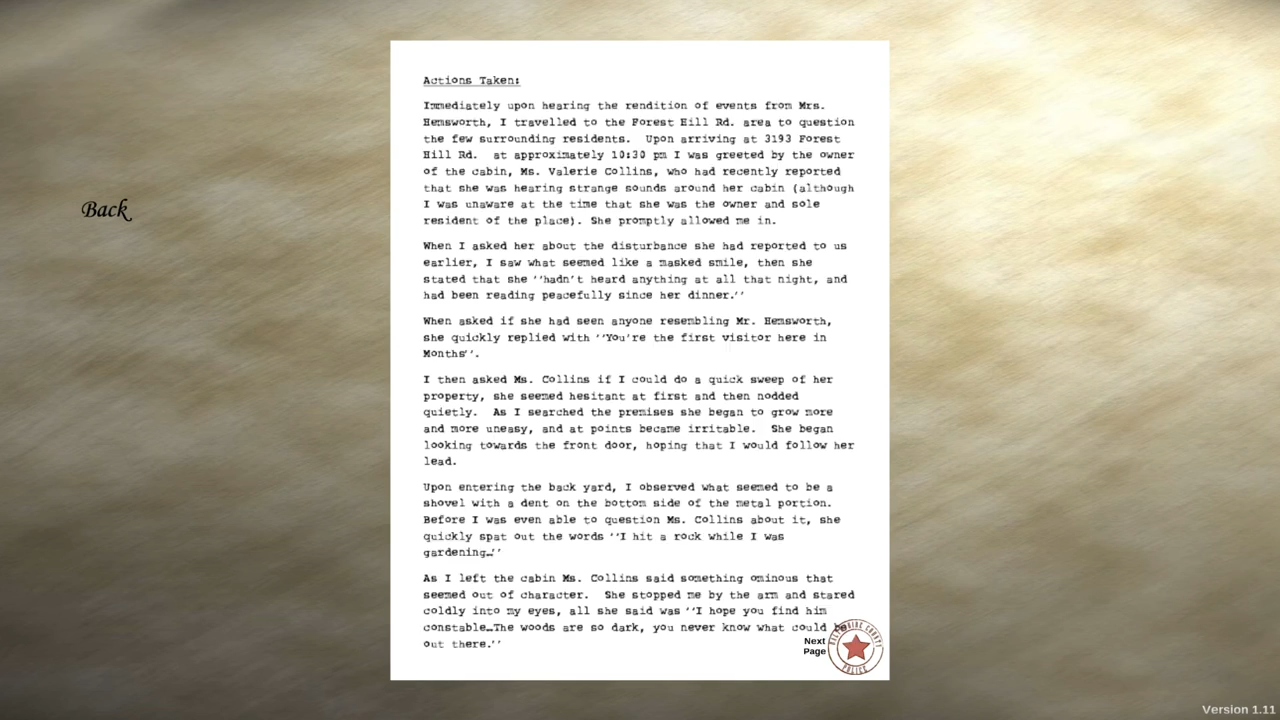 Actions Taken:
Immediately upon hearing the rendition of events from Mrs.
Hemsworth, I travelled to the Forest Hill Rd. area to question
the few surrounding residents.  Upon arriving at 3193 Forest
Hill Rd.  at approximately 10:30 pm I was greeted by the owner
of the cabin, Ms. Valerie Collins, who had recently reported
that she was hearing strange sounds around her cabin (although
I was unaware at the time that she was the owner and sole
resident of the place). She promptly allowed me in.
When I asked her about the disturbance she had reported to us
earlier, I saw what seemed like a masked smile, then she
stated that she ''hadn't heard anything at all that night, and
had been reading peacefully since her dinner.''
When asked if she had seen anyone resembling Mr. Hemsworth,
she quickly replied with ''You're the first visitor here in
Months''.
I then asked Ms. Collins if I could do a quick sweep of her
property, she seemed hesitant at first and then nodded
quietly.  As I searched the premises she began to grow more
and more uneasy, and at points became irritable.  She began
looking towards the front door, hoping that I would follow her
lead.
Upon entering the back yard, I observed what seemed to be a
shovel with a dent on the bottom side of the metal portion.
Before I was even able to question Ms. Collins about it, she
quickly spat out the words ''I hit a rock while I was
gardening…''
As I left the cabin Ms. Collins said something ominous that
seemed out of character.  She stopped me by the arm and stared
coldly into my eyes, all she said was ''I hope you find him
constable…The woods are so dark, you never know what could be
out there.''
Back
Next
Page
COUNTY
POLICE
Version 1.11